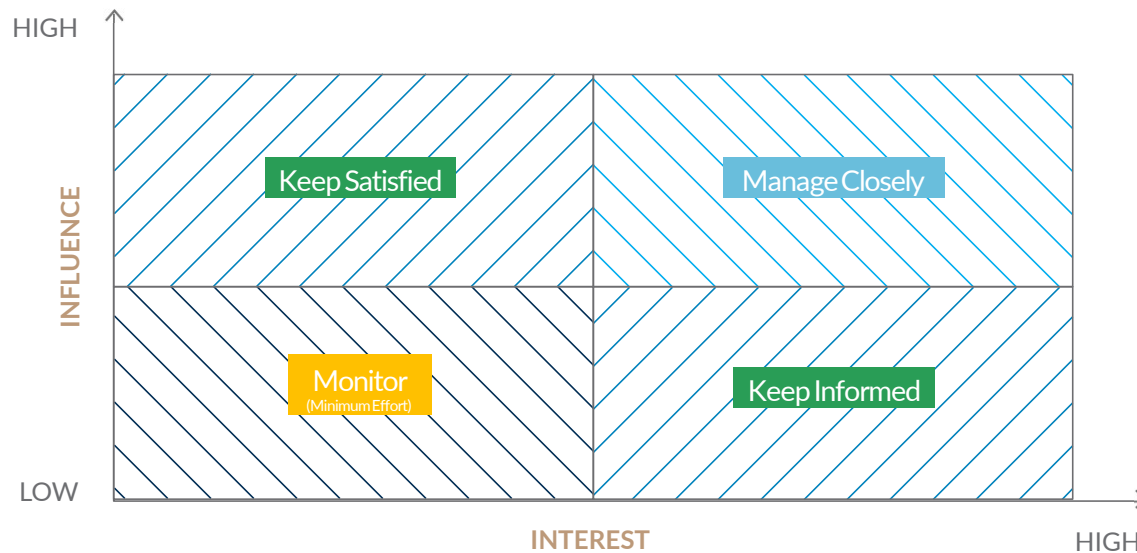 HIGH
Keep Satisfied
Manage Closely
INFLUENCE
Monitor
(Minimum Effort)
Keep Informed
LOW
INTEREST
HIGH